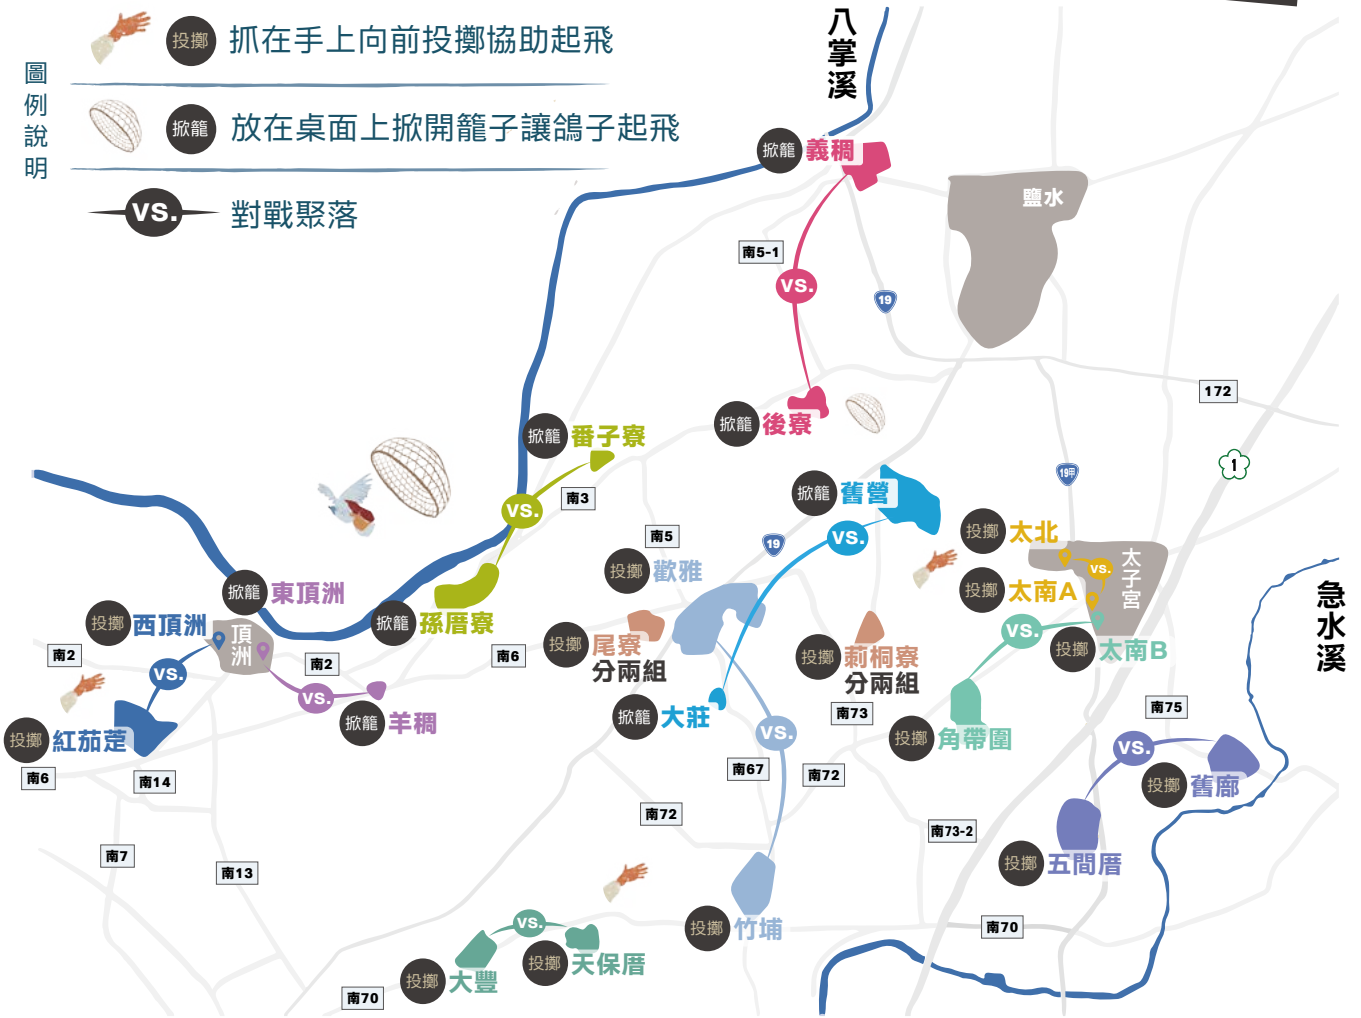 圖例說明
投擲 抓在手上向前投擲協助起飛
掀籠 放在桌面上掀開籠子讓鴿子起飛
VS. 對戰聚落
八掌溪
掀籠 義稠
鹽水
南5-1
VS.
19
172
1
掀籠 後寮
掀籠 番子寮
南3
VS.
掀籠 孫厝寮
掀籠 舊營
VS.
19
19甲
南5
投擲 歡雅
投擲 太北
VS.
太子宮
投擲 太南A
VS.
投擲 太南B
急水溪
掀籠 東頂洲
投擲 西頂洲
頂洲
南2
VS.
南2
VS.
掀籠 羊稠
投擲 紅茄萣
南6
南14
南6
投擲 尾寮
分兩組
掀籠 大莊
投擲 莿桐寮
分兩組
南73
VS.
南67
南72
投擲 角帶圍
南75
VS.
投擲 舊廍
南72
南73-2
投擲 五間厝
南7
南13
投擲 竹埔
南70
VS.
投擲 天保厝
投擲 大豐
南70